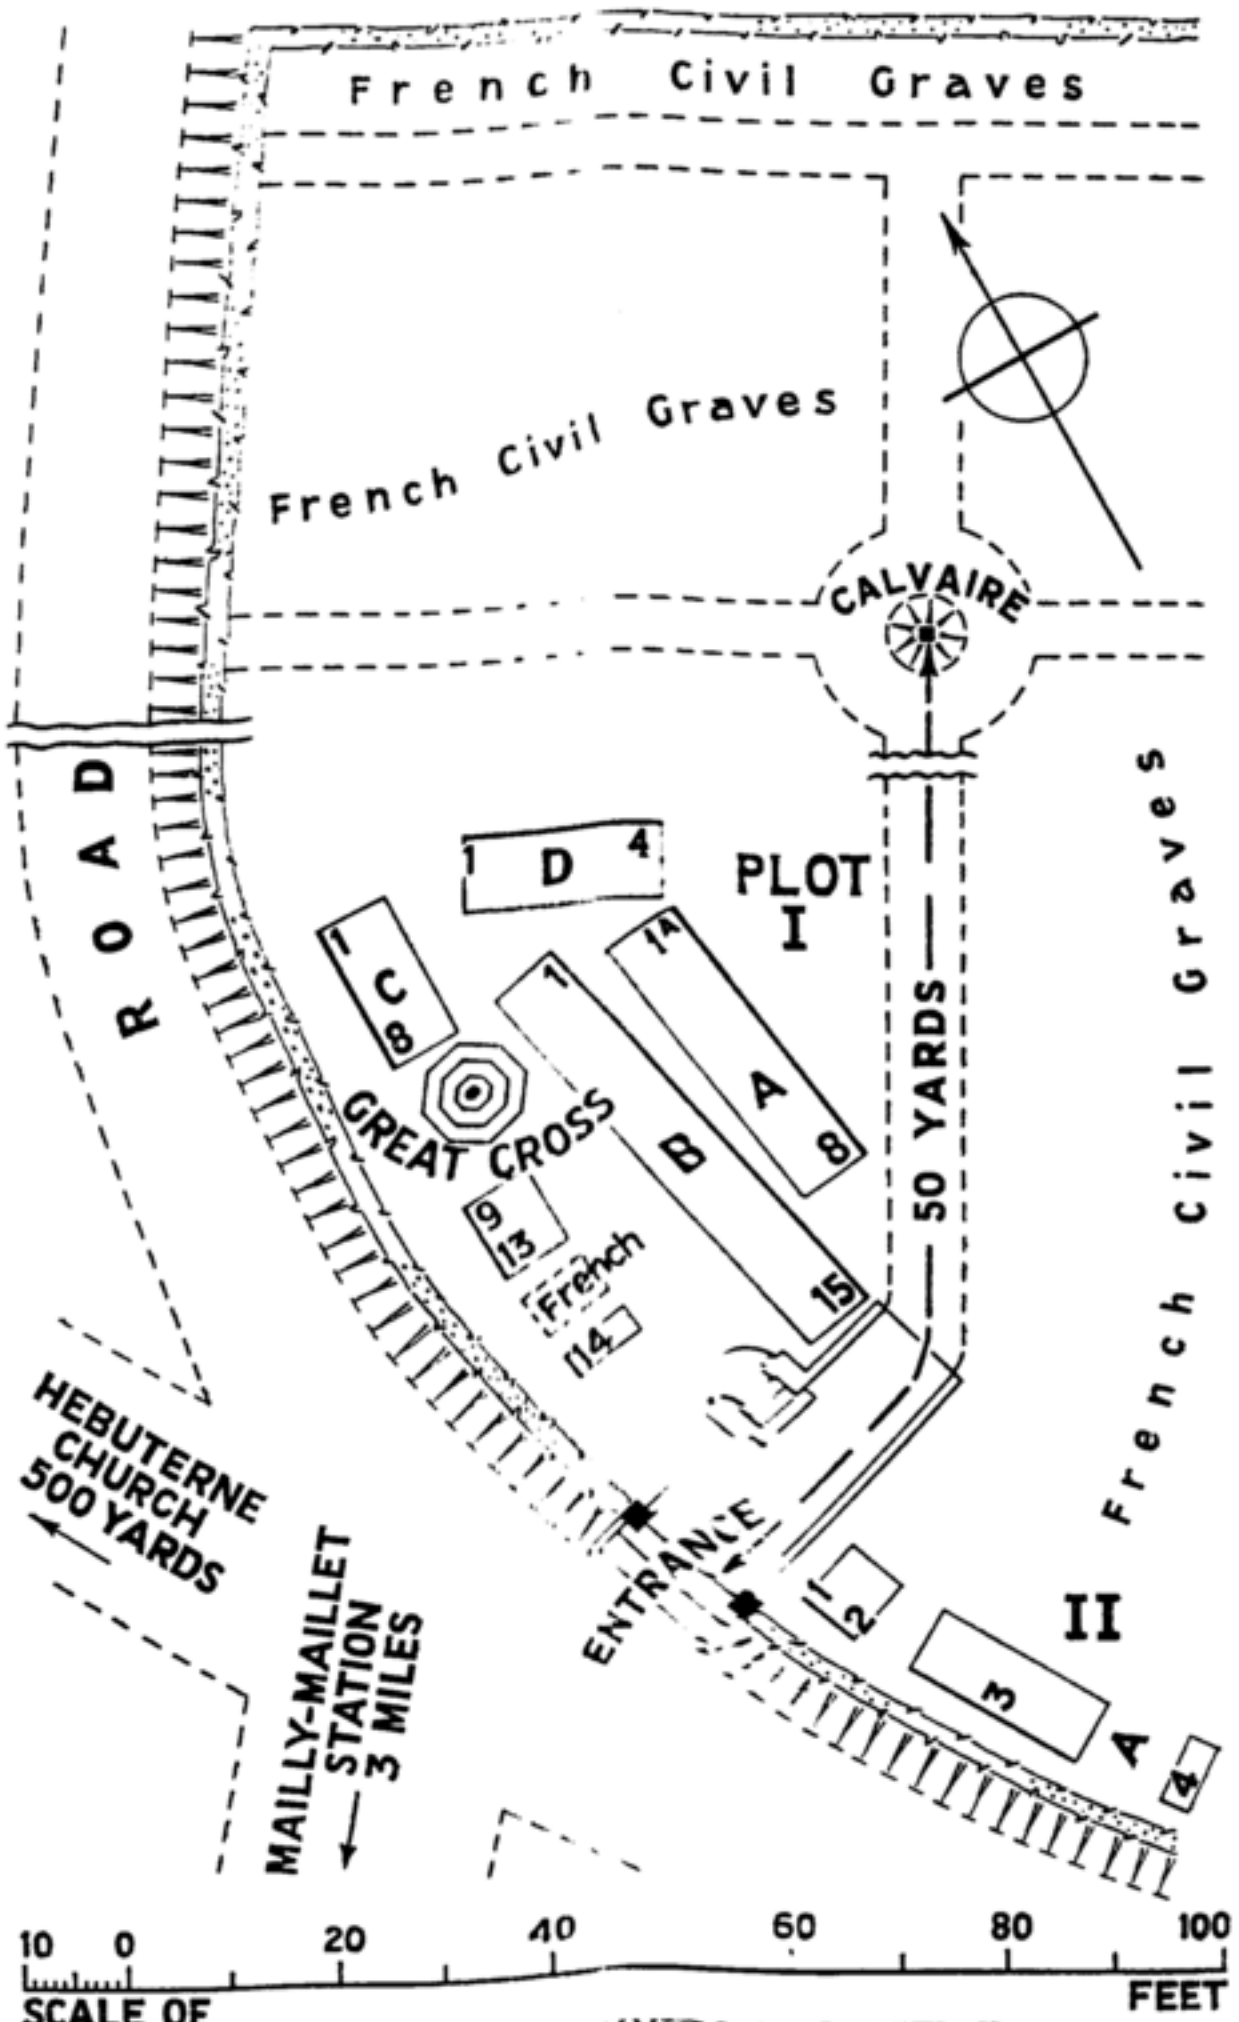 French Civil Graves
French Civil Graves
CALVAIRE
ROAD
1 D 4
PLOT
I
1 C 8
1A A 8
1 B 15
50 YARDS
French Civil Graves
GREAT CROSS
9
13
French
14
HEBUTERNE
CHURCH
500 YARDS
MAILLY-MAILLET
STATION
3 MILES
ENTRANCE
1
2
II
3
A
4
10 0 20 40 60 80 100
SCALE OF FEET